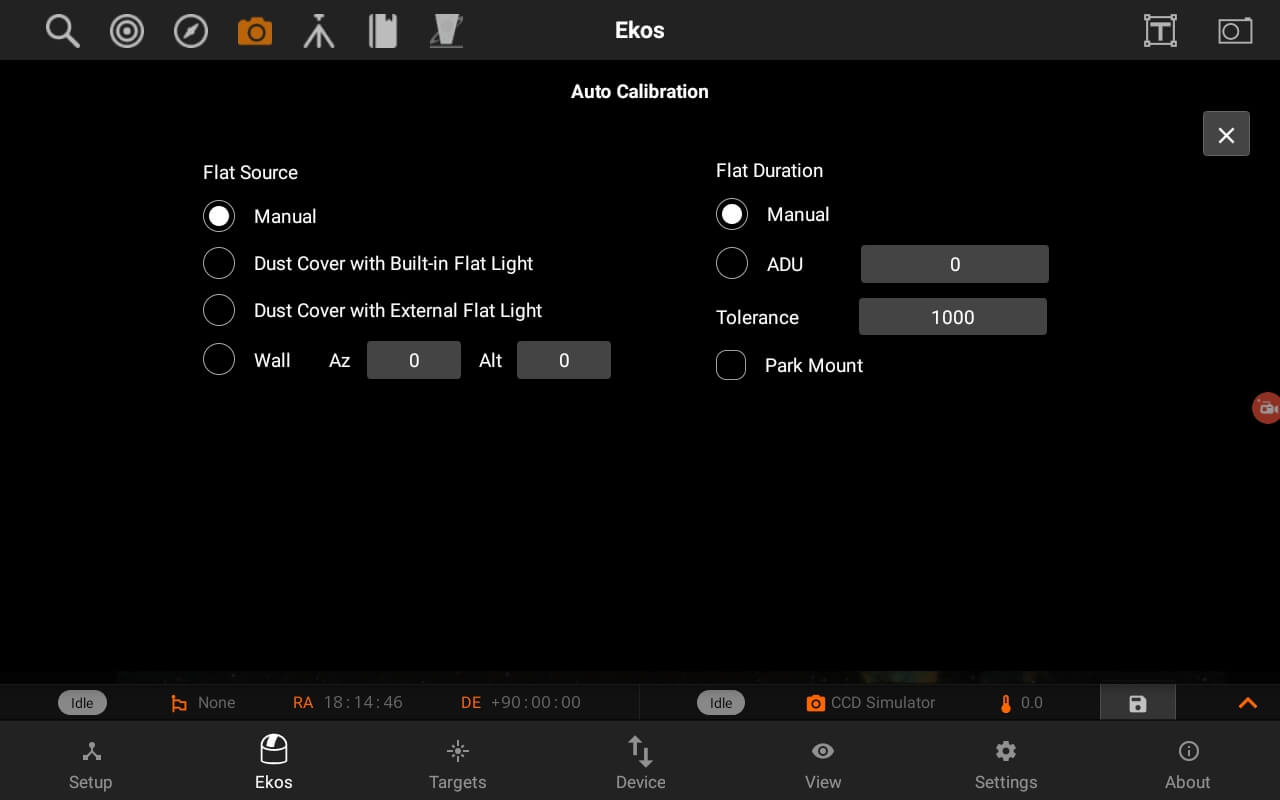 Ekos
T
Auto Calibration
Flat Source
Manual
Dust Cover with Built-in Flat Light
Dust Cover with External Flat Light
Wall Az 0 Alt 0
Flat Duration
Manual
ADU 0
Tolerance 1000
Park Mount
Idle None RA 18:14:46 DE +90:00:00 Idle CCD Simulator 0.0
Setup Ekos Targets Device View Settings About